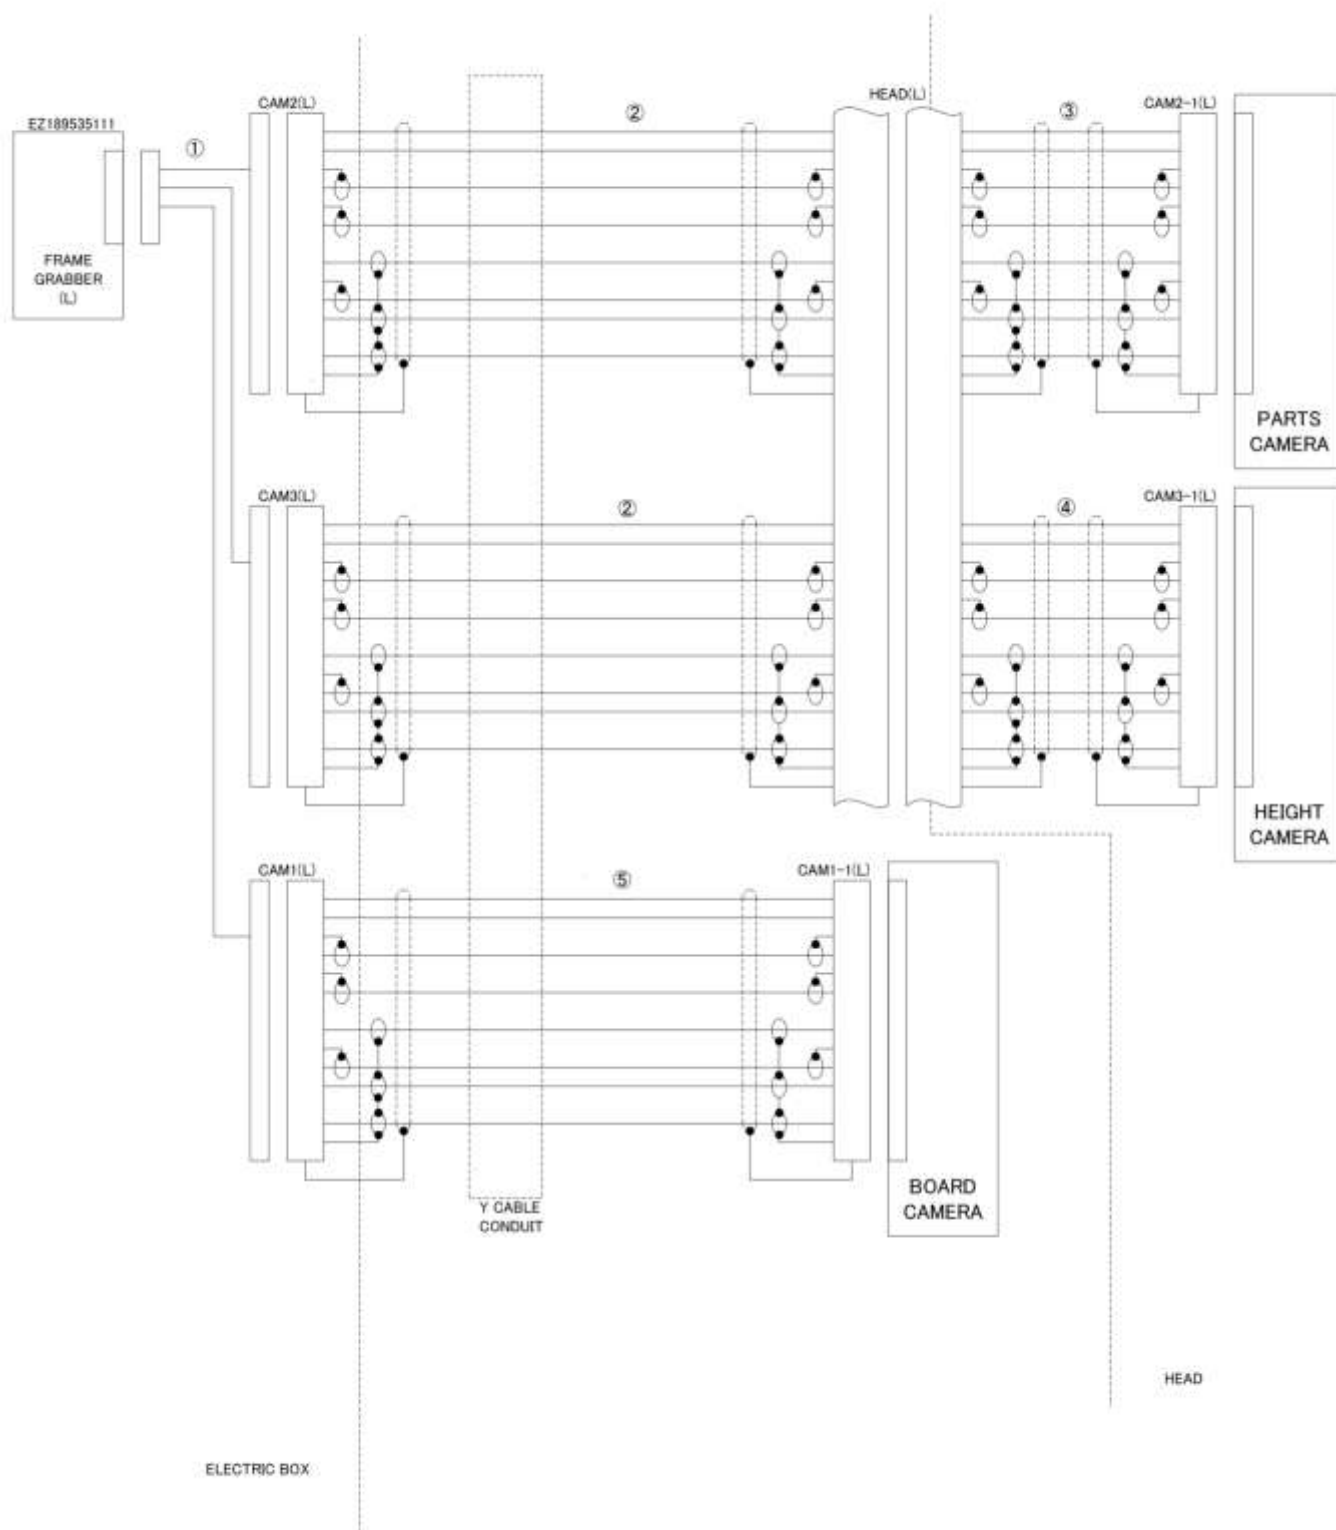 CAM2(L)
②
HEAD(L)
③
CAM2-1(L)
EZ189535111
①
FRAME
GRABBER
(L)
PARTS
CAMERA
CAM3(L)
②
④
CAM3-1(L)
HEIGHT
CAMERA
CAM1(L)
⑤
CAM1-1(L)
BOARD
CAMERA
Y CABLE
CONDUIT
HEAD
ELECTRIC BOX